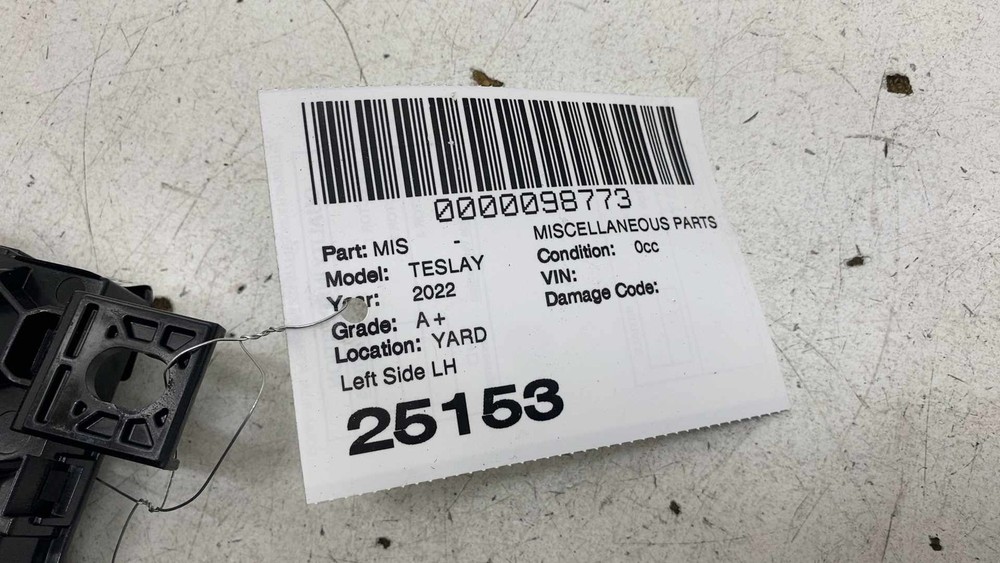 0000098773
Part: MIS -
MISCELLANEOUS PARTS
Model: TESLAY
Condition: 0cc
Year: 2022
VIN:
Grade: A+
Damage Code:
Location: YARD
Left Side LH
25153